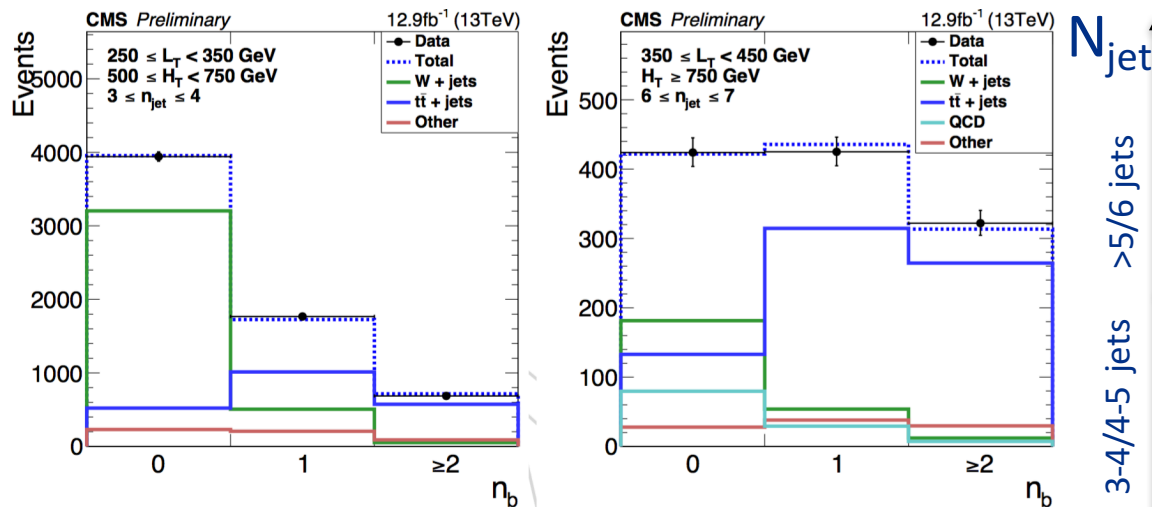 CMS Preliminary 12.9fb⁻¹ (13TeV)
Events
250 ≤ L_T < 350 GeV
500 ≤ H_T < 750 GeV
3 ≤ n_jet ≤ 4
Data
Total
W + jets
tt̄ + jets
Other
5000
4000
3000
2000
1000
0
0 1 ≥2
n_b
CMS Preliminary 12.9fb⁻¹ (13TeV)
Events
350 ≤ L_T < 450 GeV
H_T ≥ 750 GeV
6 ≤ n_jet ≤ 7
Data
Total
W + jets
tt̄ + jets
QCD
Other
500
400
300
200
100
0
0 1 ≥2
n_b
N_jet
>5/6 jets
3-4/4-5 jets